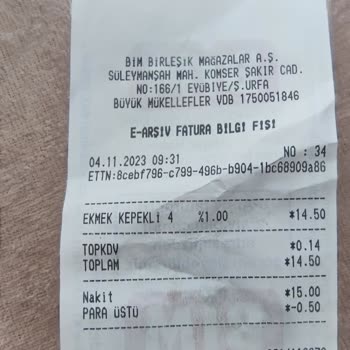 BİM BİRLEŞİK MAĞAZALAR A.Ş.
SÜLEYMANŞAH MAH. KOMSER ŞAKİR CAD.
NO:166/1 EYÜBİYE/Ş.URFA
BÜYÜK MÜKELLEFLER VDB 1750051846
E-ARŞİV FATURA BİLGİ FİŞİ
04.11.2023 09:31 NO : 34
ETTN:8cebf796-c799-496b-b904-1bc68909a86
EKMEK KEPEKLİ 4 %1.00 *14.50
TOPKDV *0.14
TOPLAM *14.50
Nakit *15.00
PARA ÜSTÜ *-0.50